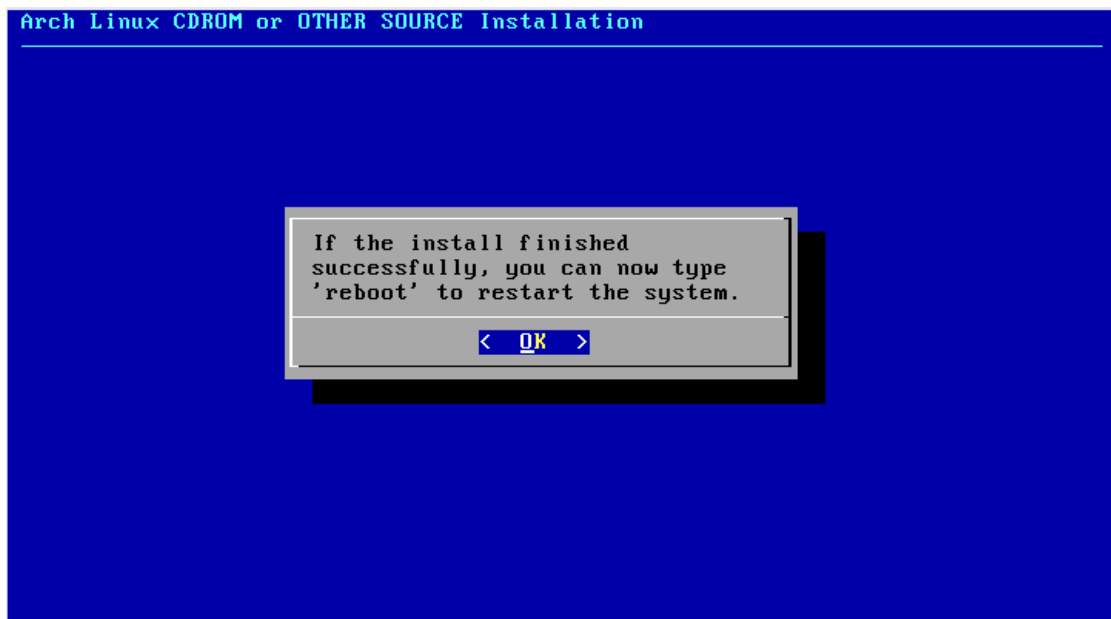 Arch Linux CDROM or OTHER SOURCE Installation
If the install finished
successfully, you can now type
'reboot' to restart the system.
< OK >